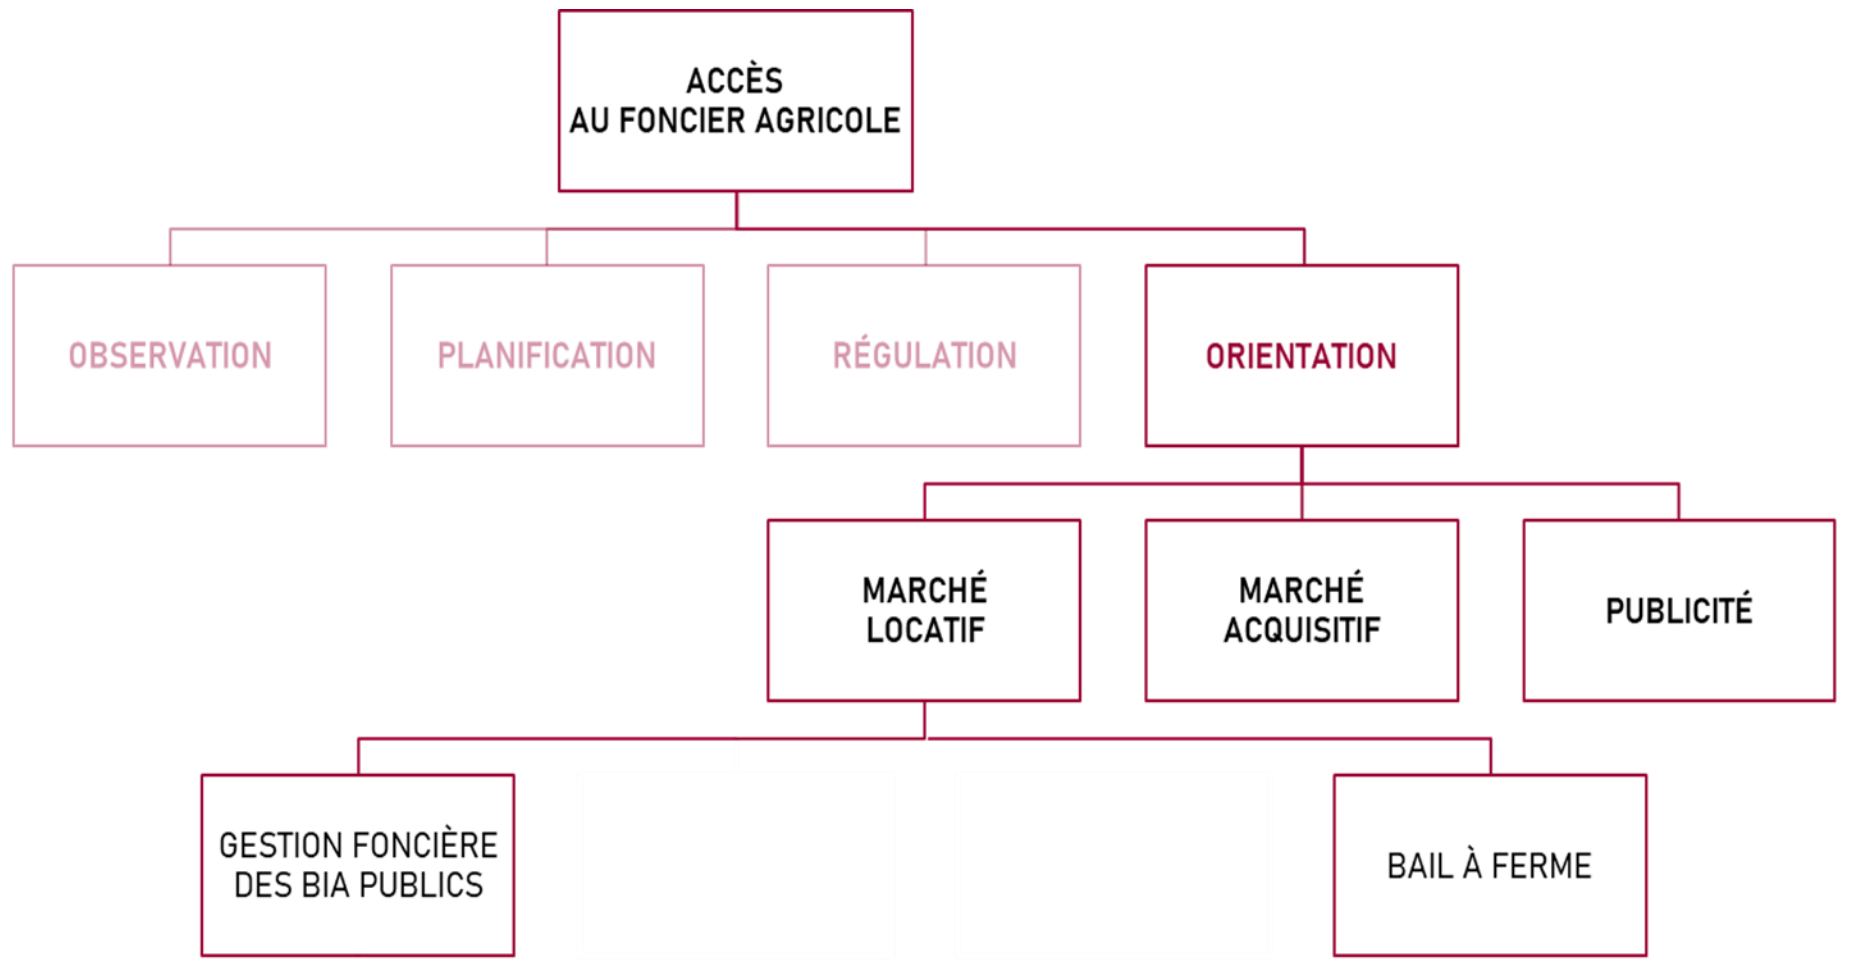 ACCÈS
AU FONCIER AGRICOLE
OBSERVATION
PLANIFICATION
RÉGULATION
ORIENTATION
MARCHÉ
LOCATIF
MARCHÉ
ACQUISITIF
PUBLICITÉ
GESTION FONCIÈRE
DES BIA PUBLICS
BAIL À FERME